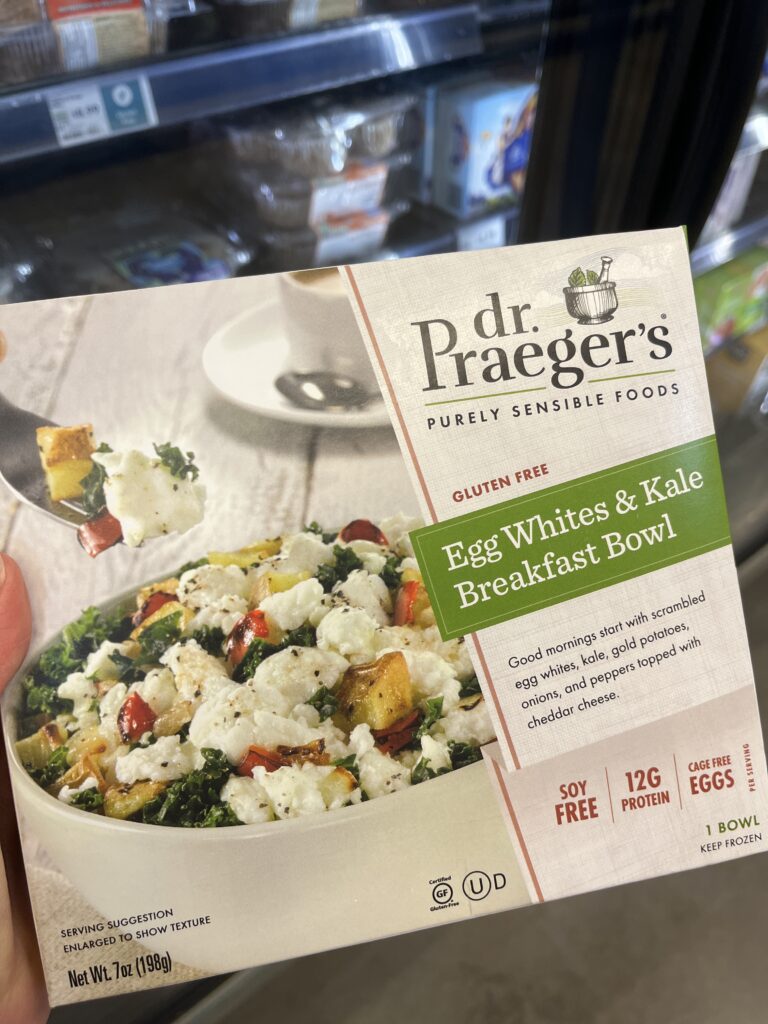 dr.
Praeger's®
PURELY SENSIBLE FOODS
GLUTEN FREE
Egg Whites & Kale
Breakfast Bowl
Good mornings start with scrambled
egg whites, kale, gold potatoes,
onions, and peppers topped with
cheddar cheese.
SOY
FREE
12G
PROTEIN
CAGE FREE
EGGS
PER SERVING
1 BOWL
KEEP FROZEN
Certified
GF
Gluten-Free
U D
SERVING SUGGESTION
ENLARGED TO SHOW TEXTURE
Net Wt. 7oz (198g)